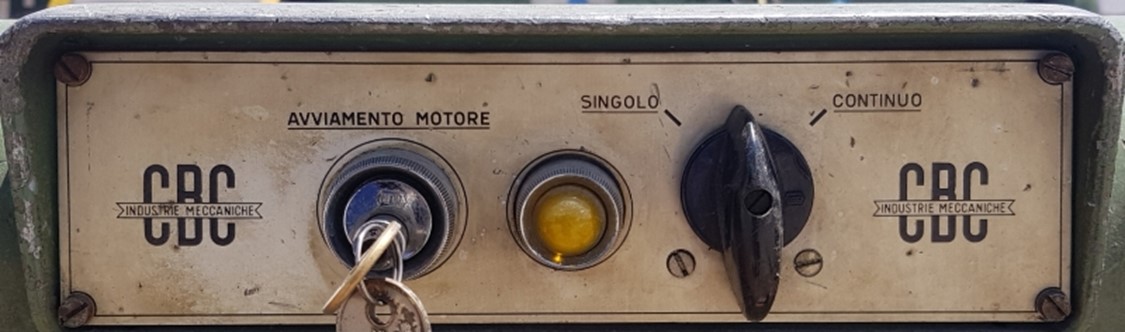 AVVIAMENTO MOTORE
SINGOLO
CONTINUO
CBC
INDUSTRIE MECCANICHE
CBC
INDUSTRIE MECCANICHE